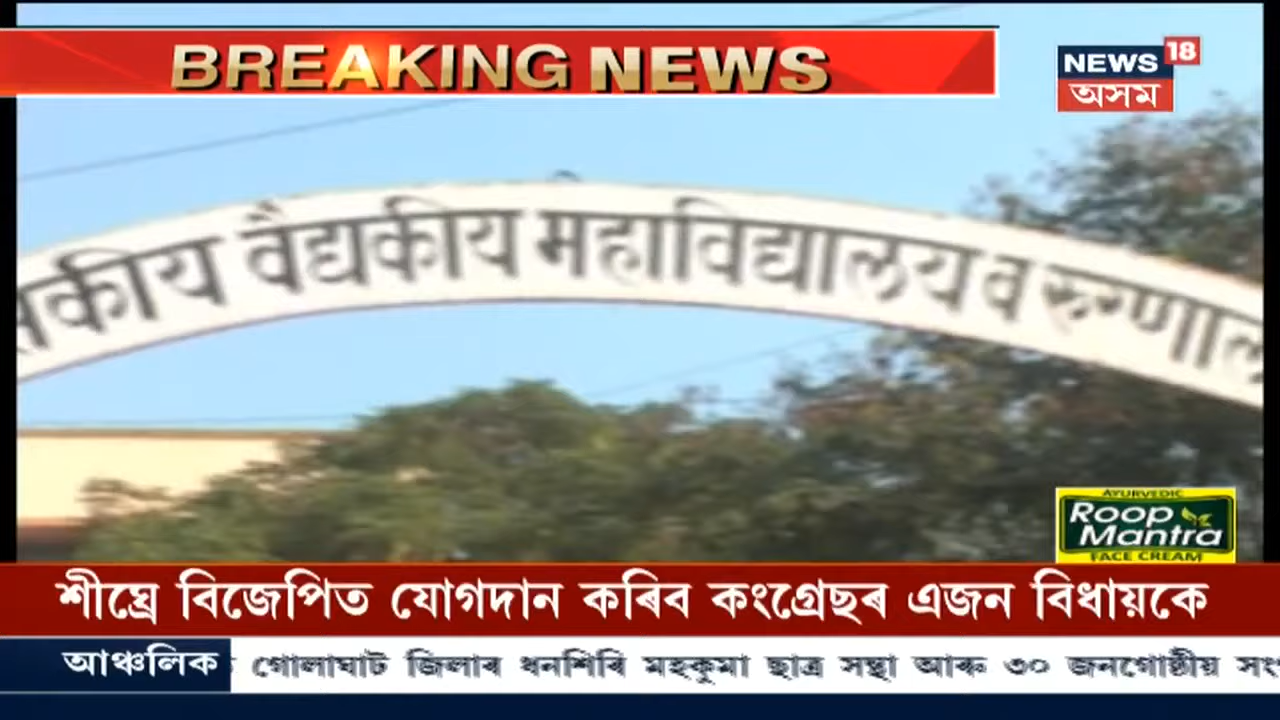 BREAKING NEWS
NEWS 18
অসম
वैद्यकीय महाविद्यालय व
AYURVEDIC
Roop
Mantra
FACE CREAM
শীঘ্ৰে বিজেপিত যোগদান কৰিব কংগ্ৰেছৰ এজন বিধায়কে
আঞ্চলিক গোলাঘাট জিলাৰ ধনশিৰি মহকুমা ছাত্ৰ সন্থা আৰু ৩০ জনগোষ্ঠীয়